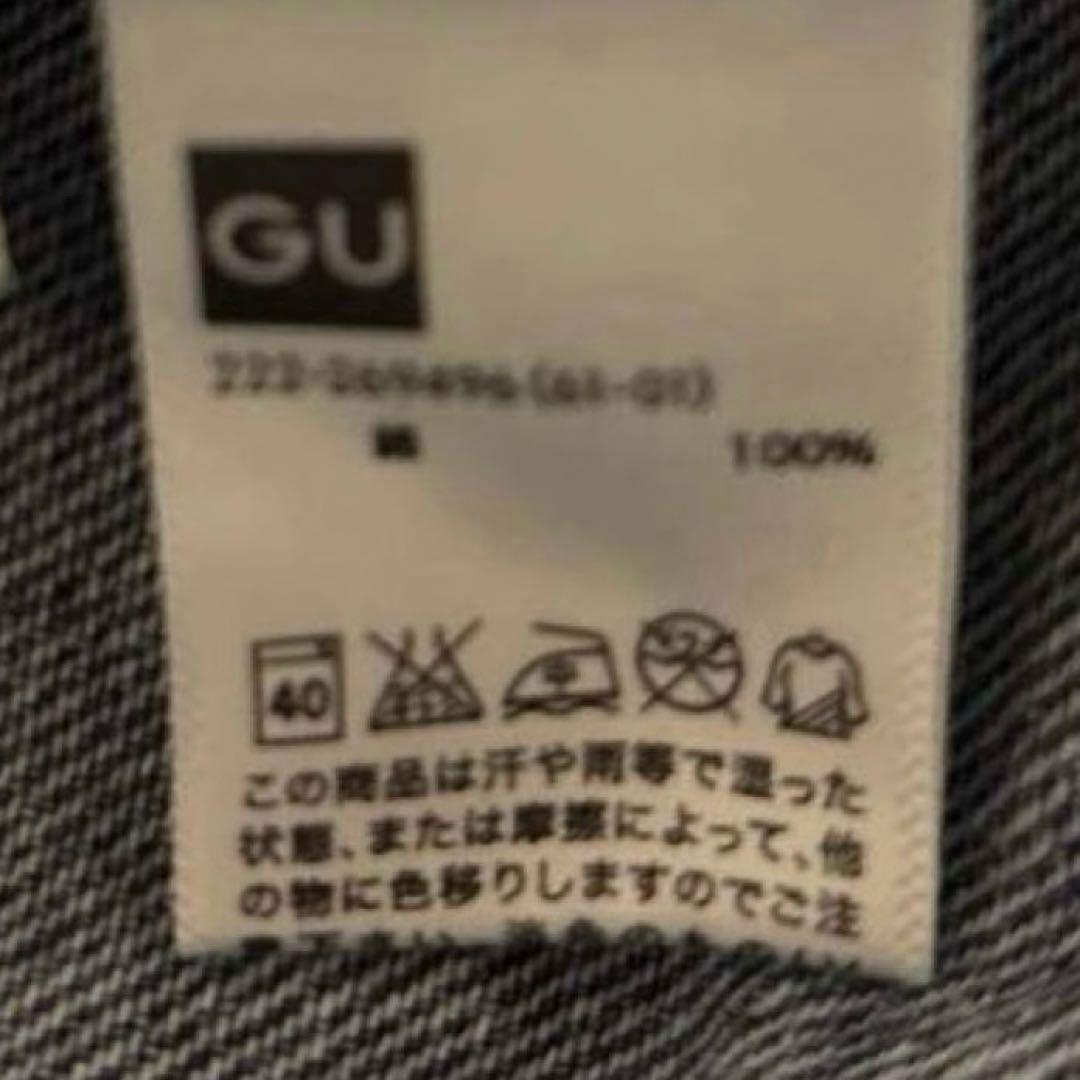 GU
100%
40
この商品は汗や雨等で湿った
状態、または摩擦によって、他
の物に色移りしますのでご注